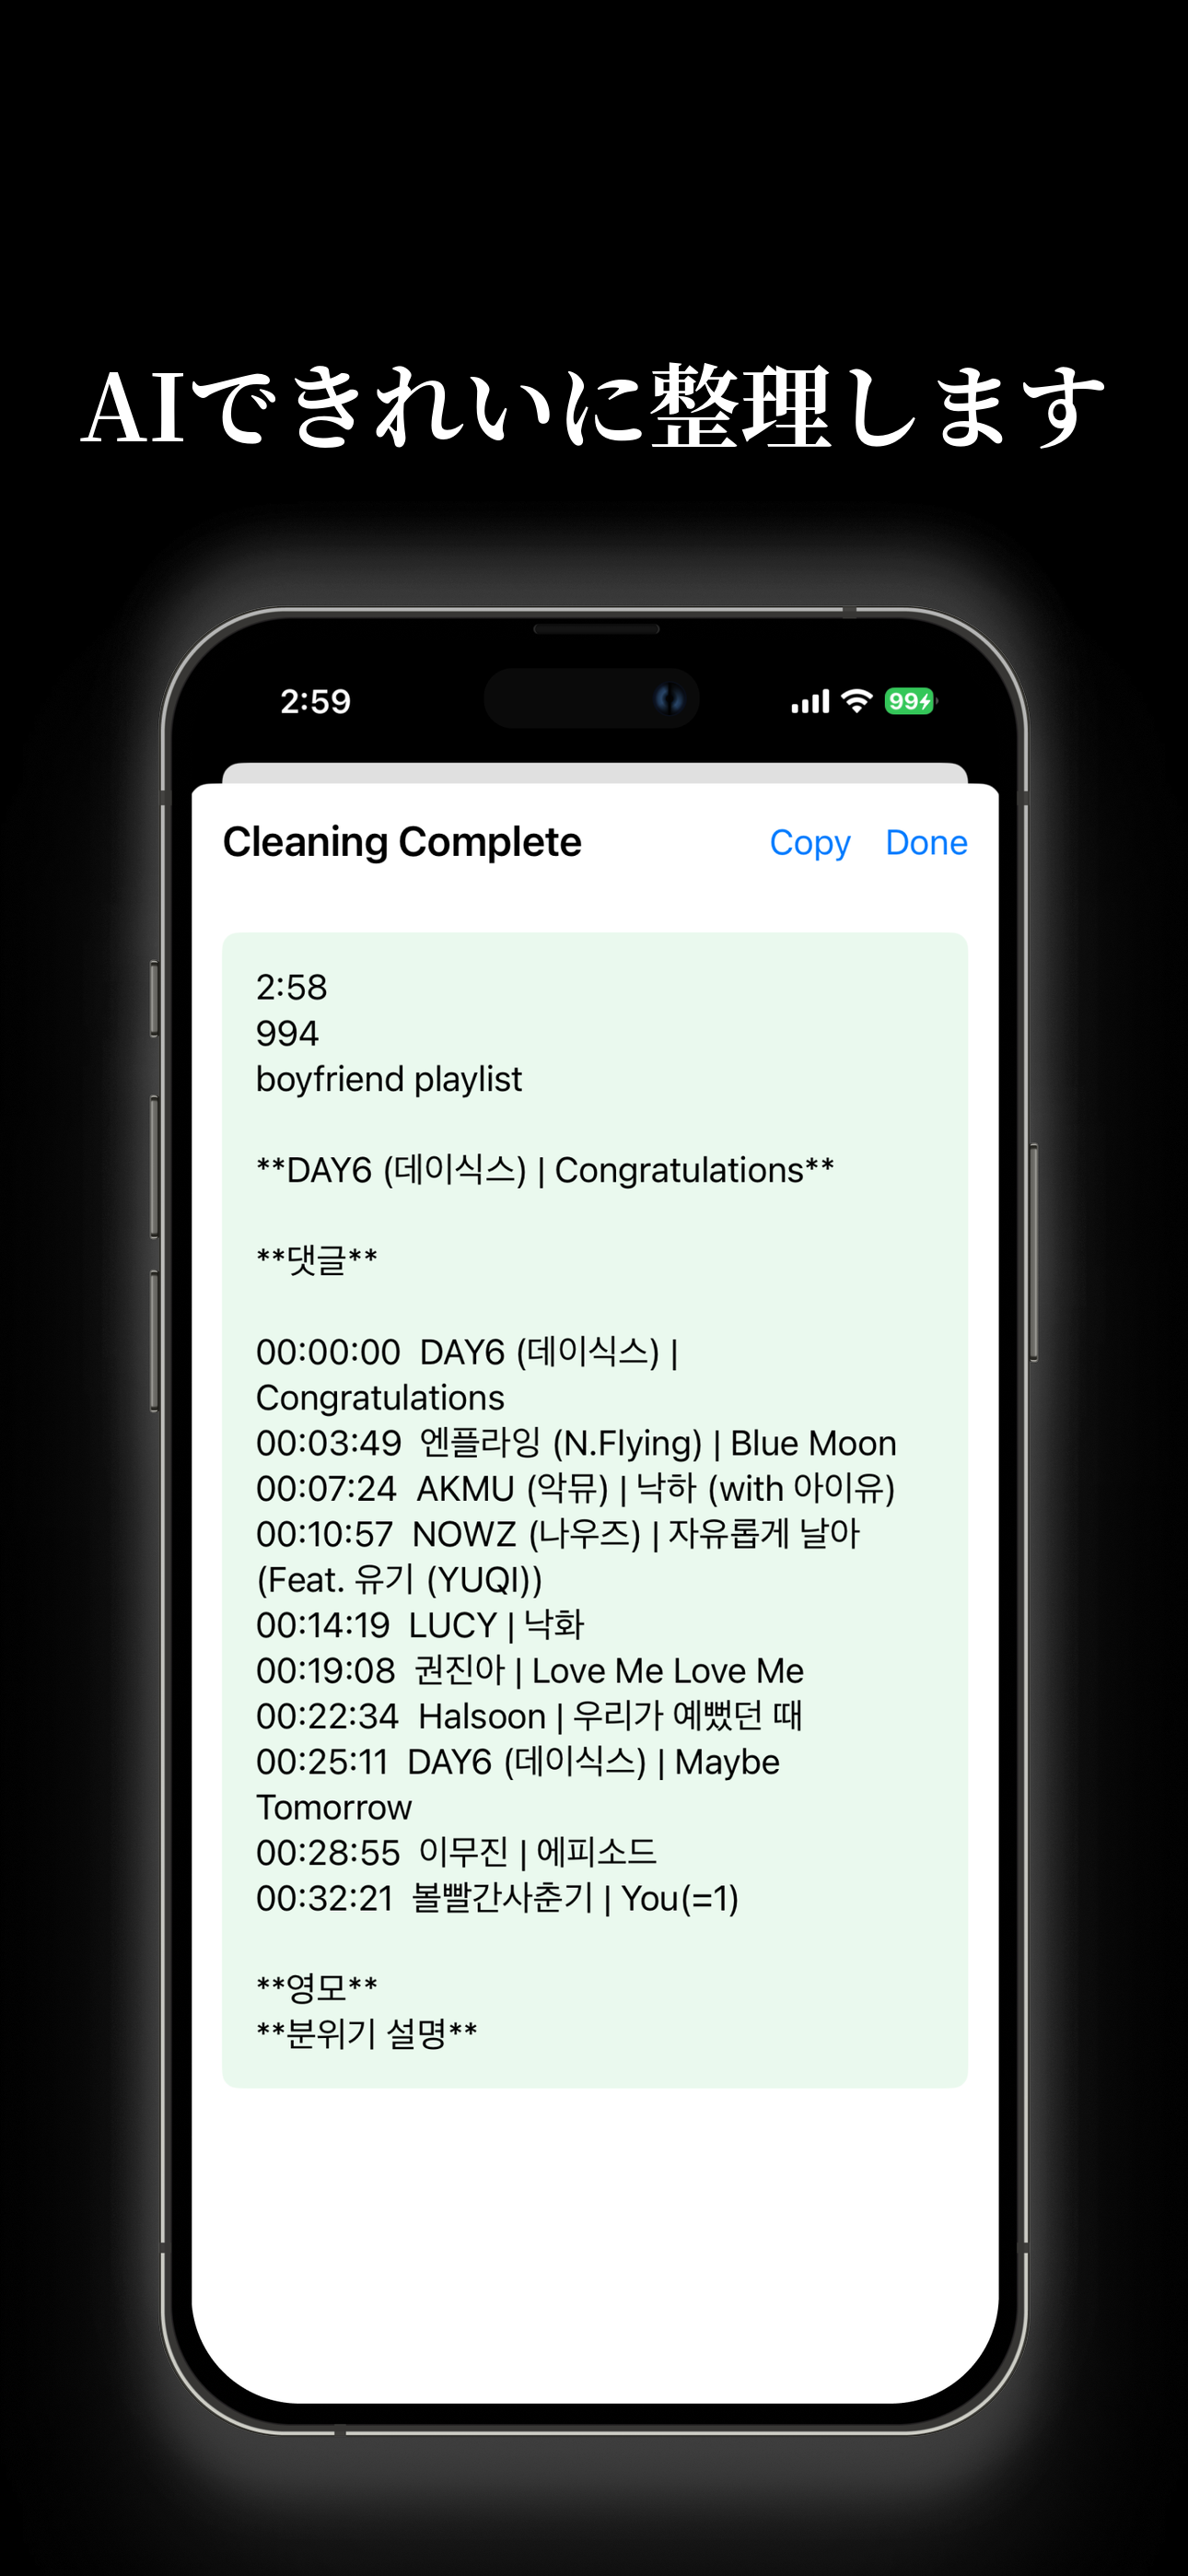 AIできれいに整理します
2:59
99
Cleaning Complete
Copy Done
2:58
994
boyfriend playlist
**DAY6 (데이식스) | Congratulations**
**댓글**
00:00:00 DAY6 (데이식스) |
Congratulations
00:03:49 엔플라잉 (N.Flying) | Blue Moon
00:07:24 AKMU (악뮤) | 낙하 (with 아이유)
00:10:57 NOWZ (나우즈) | 자유롭게 날아
(Feat. 유기 (YUQI))
00:14:19 LUCY | 낙화
00:19:08 권진아 | Love Me Love Me
00:22:34 Halsoon | 우리가 예뻤던 때
00:25:11 DAY6 (데이식스) | Maybe
Tomorrow
00:28:55 이무진 | 에피소드
00:32:21 볼빨간사춘기 | You(=1)
**영모**
**분위기 설명**